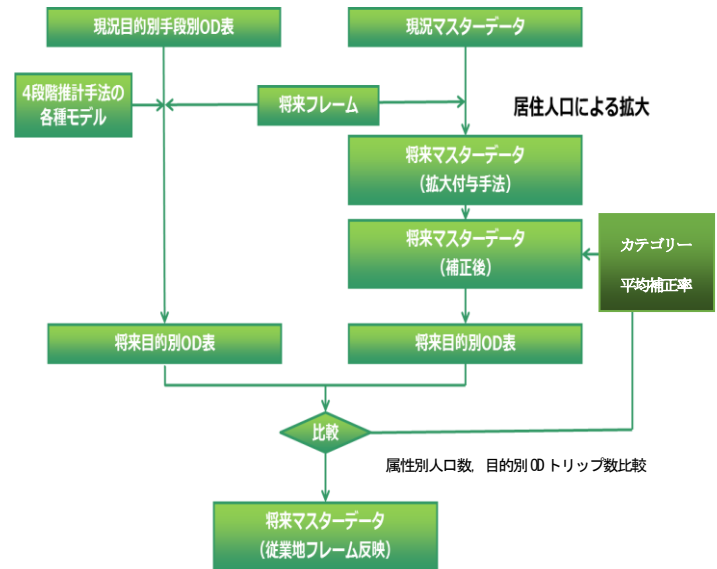 現況目的別手段別OD表
現況マスターデータ
4段階推計手法の
各種モデル
将来フレーム
居住人口による拡大
将来マスターデータ
（拡大付与手法）
将来マスターデータ
（補正後）
カテゴリー
平均補正率
将来目的別OD表
将来目的別OD表
比較
属性別人口数，目的別ODトリップ数比較
将来マスターデータ
（従業地フレーム反映）